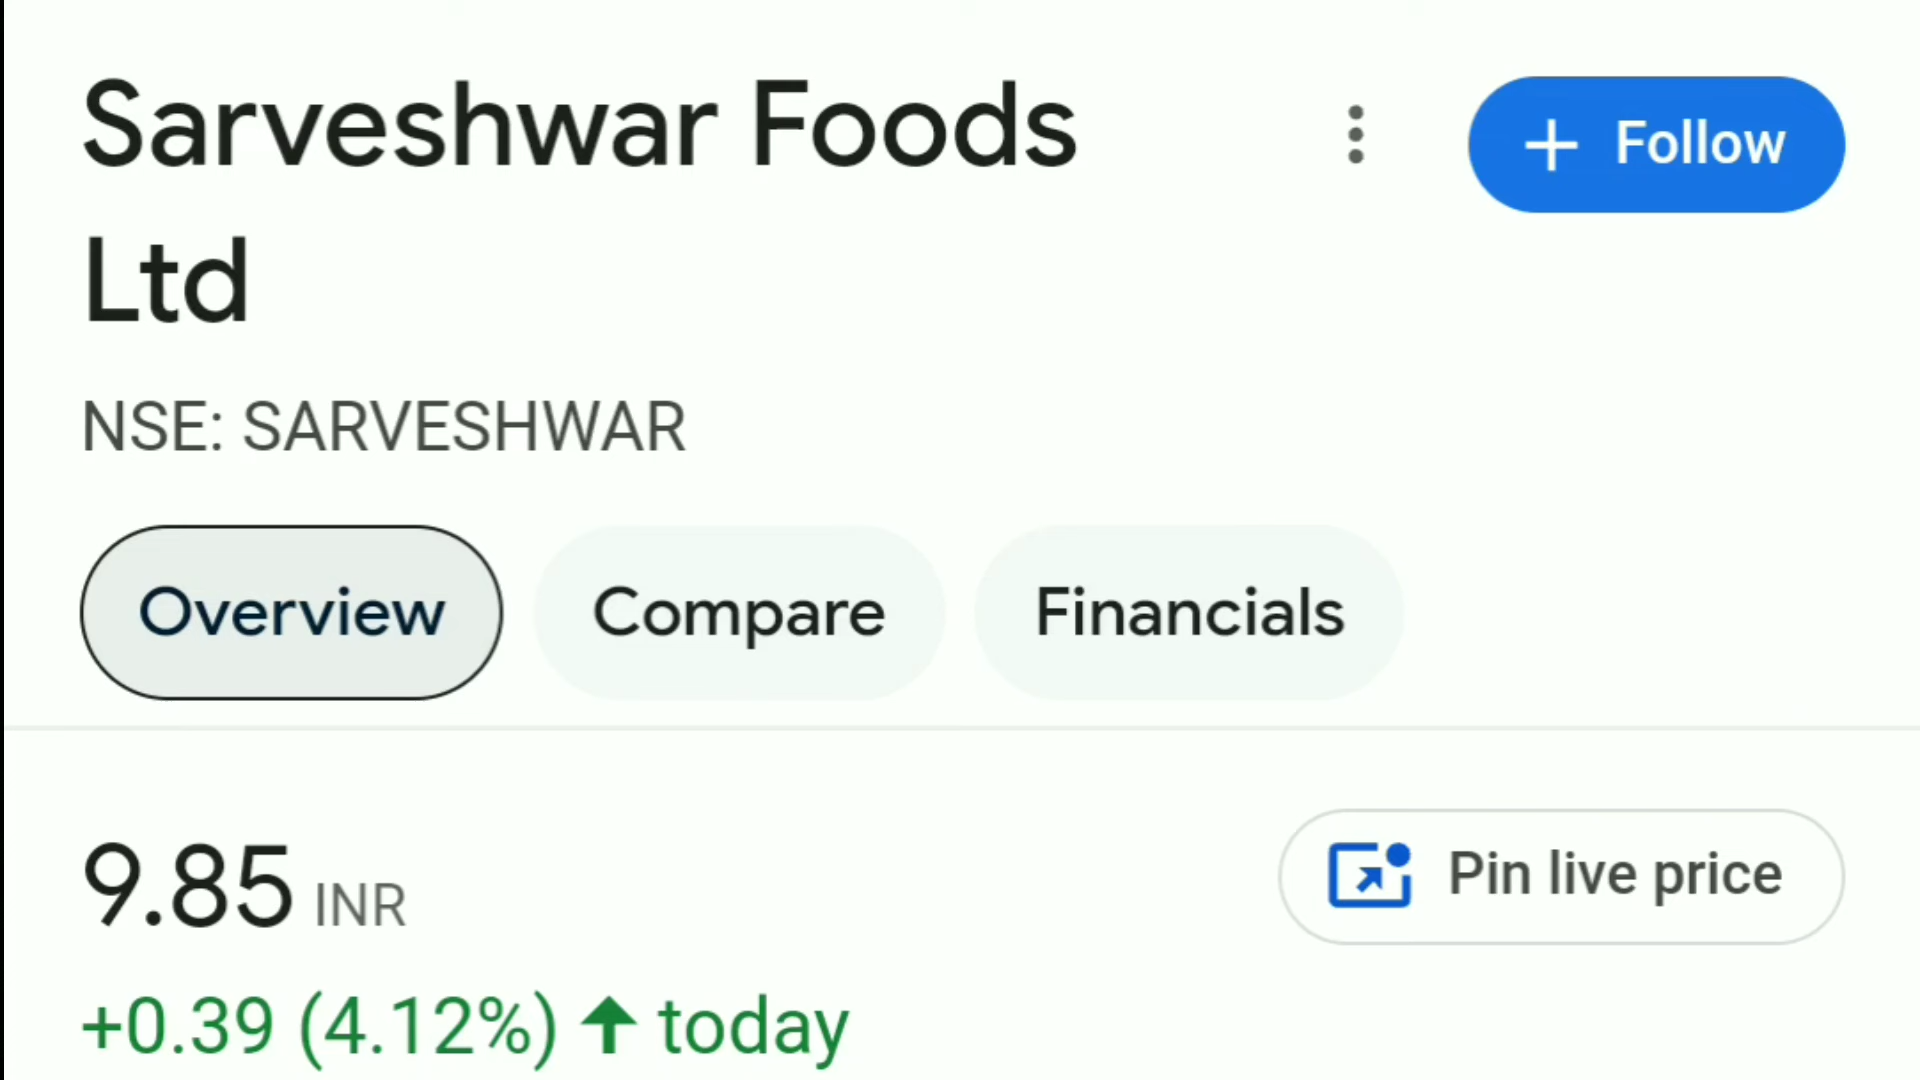 Sarveshwar Foods
Ltd
+ Follow
NSE: SARVESHWAR
Overview
Compare
Financials
9.85 INR
Pin live price
+0.39 (4.12%) ↑ today